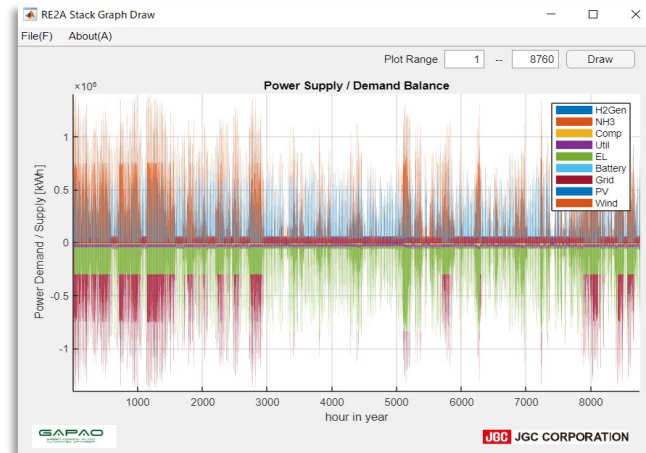 RE2A Stack Graph Draw
File(F) About(A)
Plot Range 1 -- 8760 Draw
Power Supply / Demand Balance
×10⁶
Power Demand / Supply [kWh]
1
0.5
0
-0.5
-1
H2Gen
NH3
Comp
Util
EL
Battery
Grid
PV
Wind
1000 2000 3000 4000 5000 6000 7000 8000
hour in year
GAPAO
JGC JGC CORPORATION